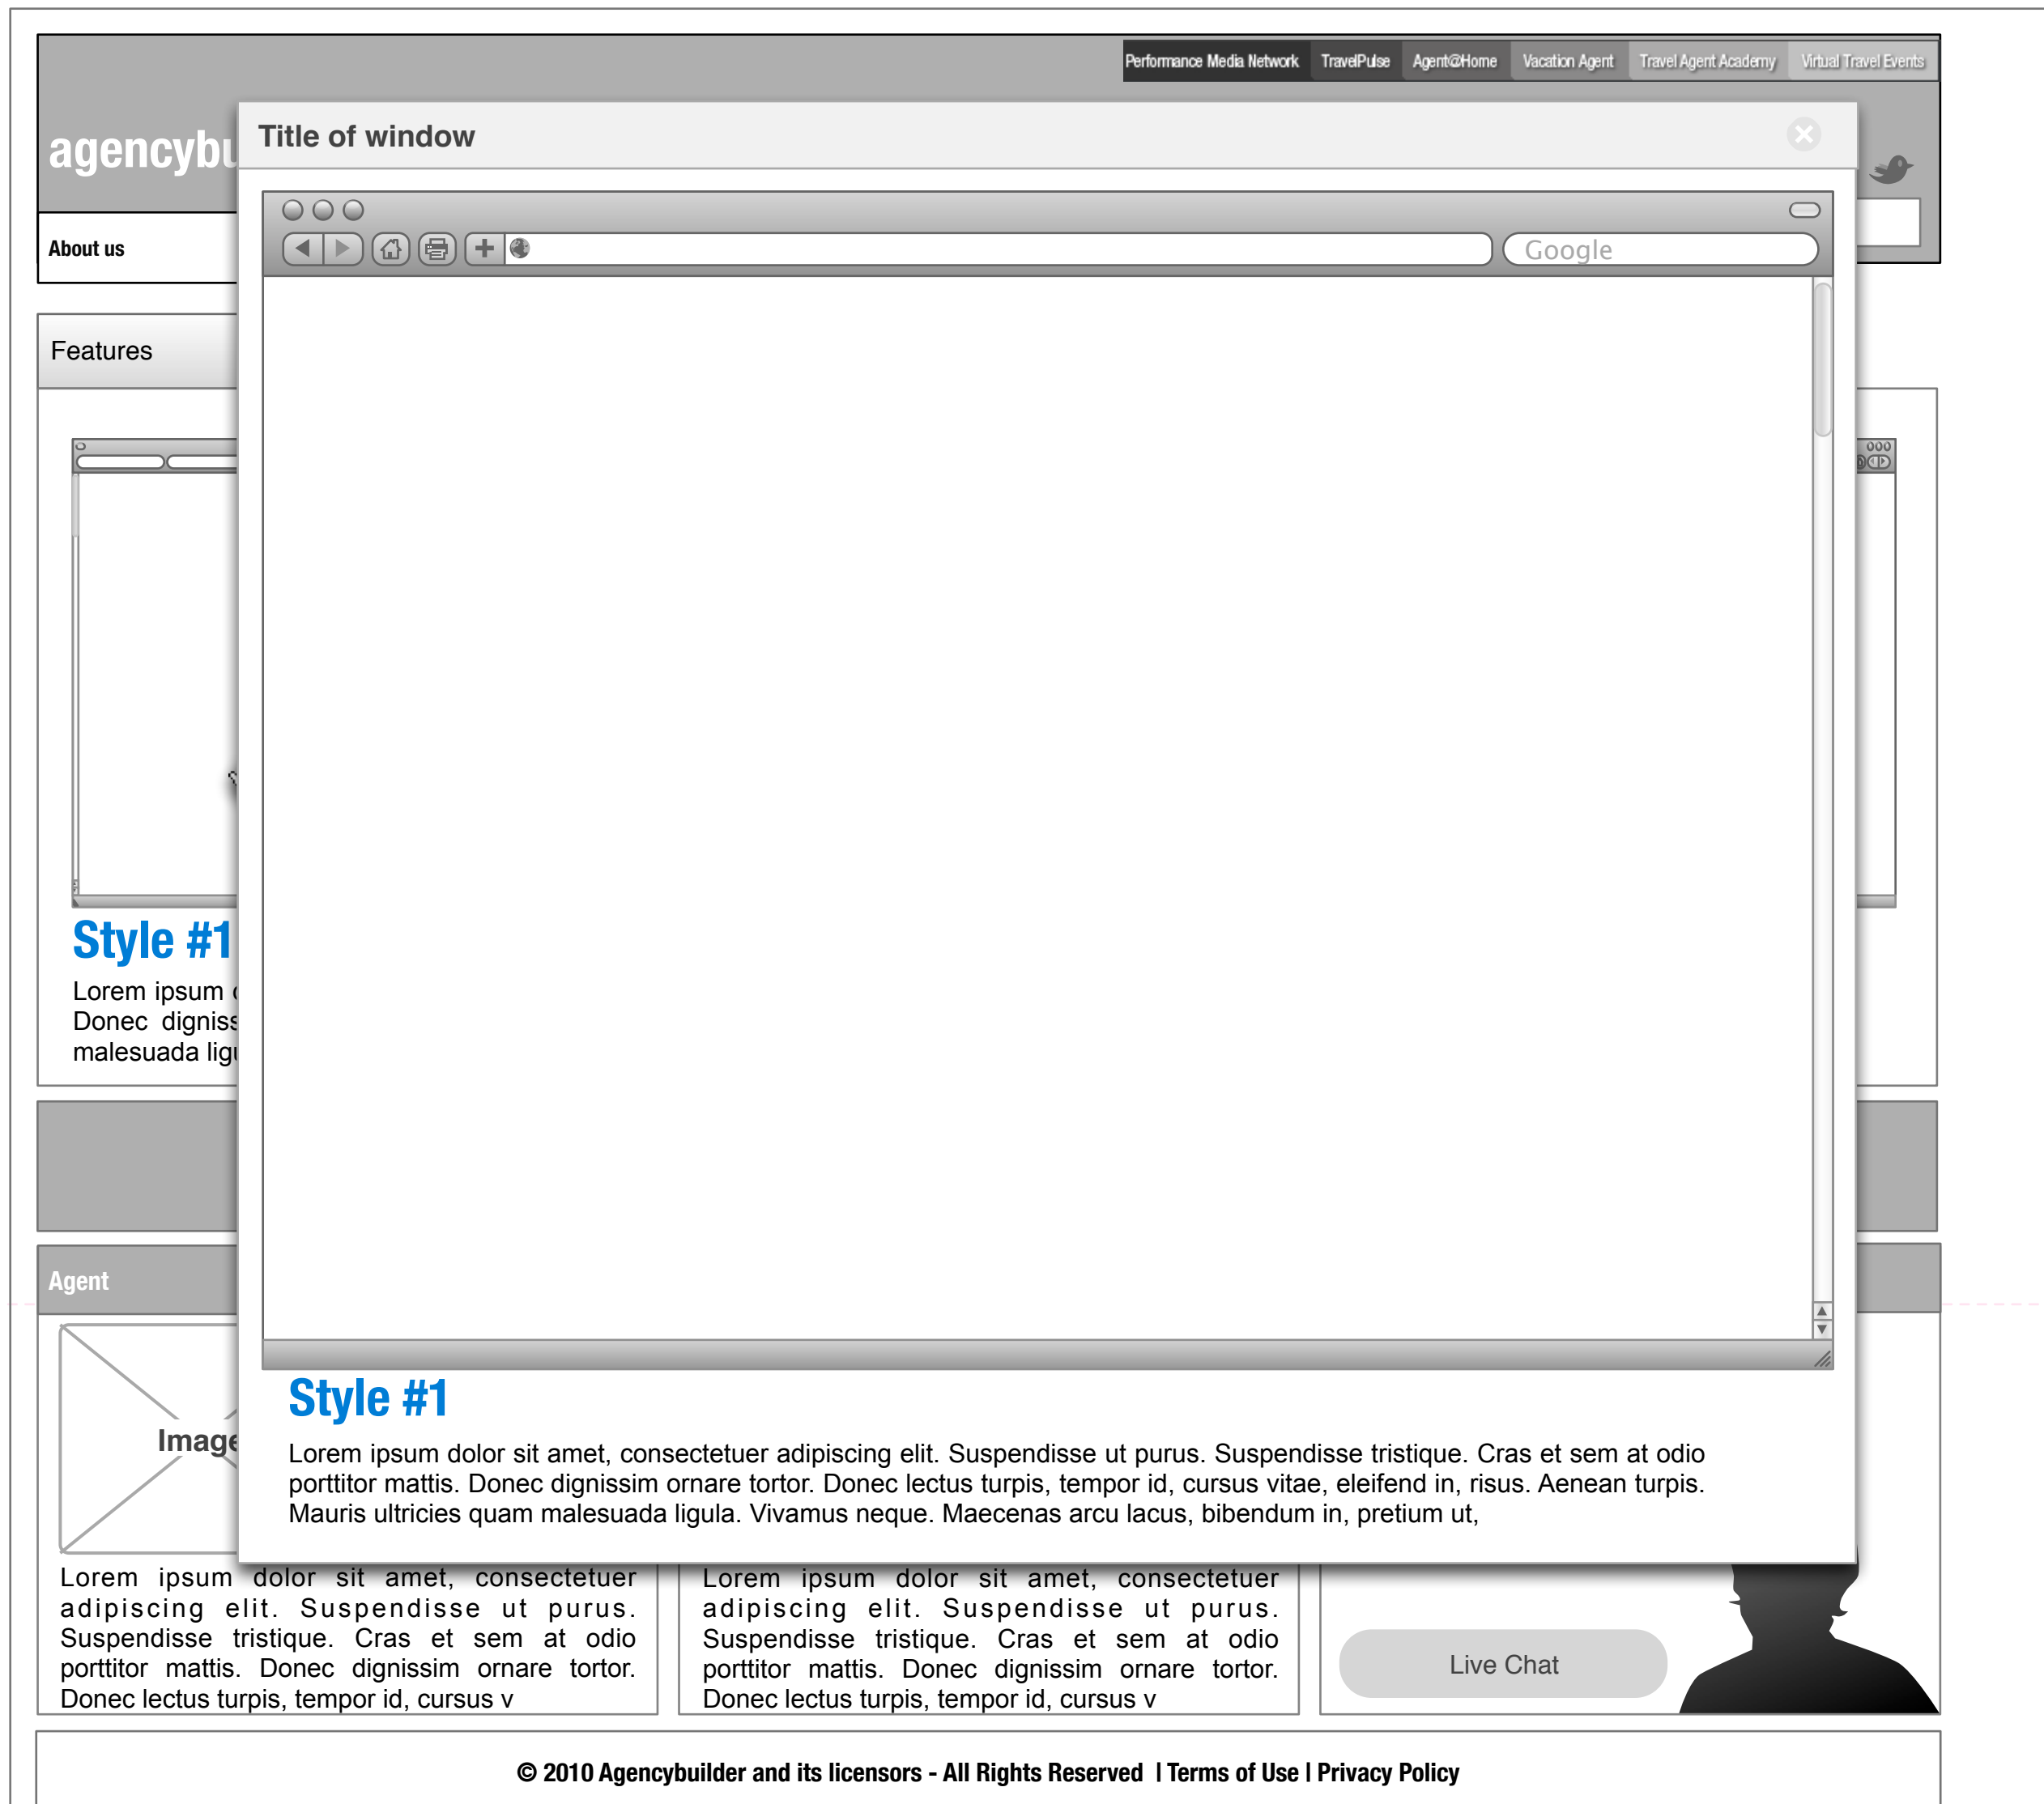 Performance Media Network TravelPulse Agent@Home Vacation Agent Travel Agent Academy Virtual Travel Events
agencybu
Title of window
About us
Google
Features
Style #1
Lorem ipsum
Donec digniss
malesuada ligu
Agent
Image
Style #1
Lorem ipsum dolor sit amet, consectetuer adipiscing elit. Suspendisse ut purus. Suspendisse tristique. Cras et sem at odio
porttitor mattis. Donec dignissim ornare tortor. Donec lectus turpis, tempor id, cursus vitae, eleifend in, risus. Aenean turpis.
Mauris ultricies quam malesuada ligula. Vivamus neque. Maecenas arcu lacus, bibendum in, pretium ut,
Lorem ipsum dolor sit amet, consectetuer
adipiscing elit. Suspendisse ut purus.
Suspendisse tristique. Cras et sem at odio
porttitor mattis. Donec dignissim ornare tortor.
Donec lectus turpis, tempor id, cursus v
Lorem ipsum dolor sit amet, consectetuer
adipiscing elit. Suspendisse ut purus.
Suspendisse tristique. Cras et sem at odio
porttitor mattis. Donec dignissim ornare tortor.
Donec lectus turpis, tempor id, cursus v
Live Chat
© 2010 Agencybuilder and its licensors - All Rights Reserved | Terms of Use | Privacy Policy